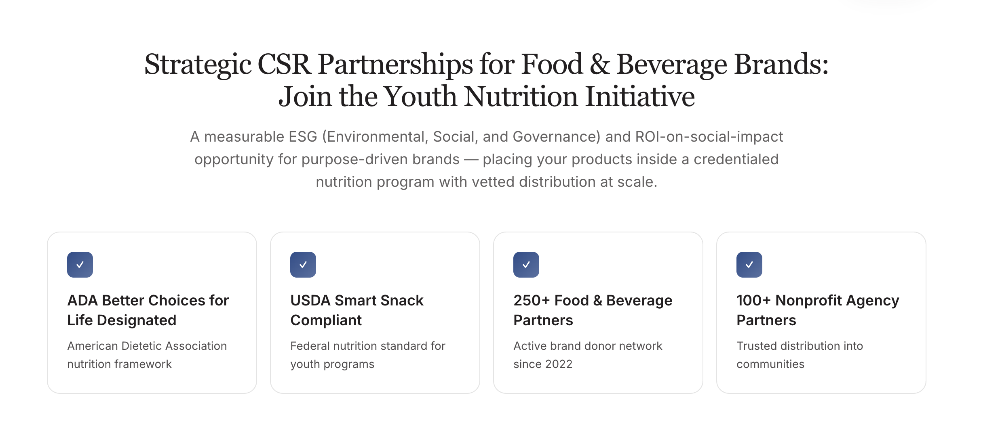 Strategic CSR Partnerships for Food & Beverage Brands:
Join the Youth Nutrition Initiative
A measurable ESG (Environmental, Social, and Governance) and ROI-on-social-impact
opportunity for purpose-driven brands — placing your products inside a credentialed
nutrition program with vetted distribution at scale.
ADA Better Choices for
Life Designated
American Dietetic Association
nutrition framework
USDA Smart Snack
Compliant
Federal nutrition standard for
youth programs
250+ Food & Beverage
Partners
Active brand donor network
since 2022
100+ Nonprofit Agency
Partners
Trusted distribution into
communities